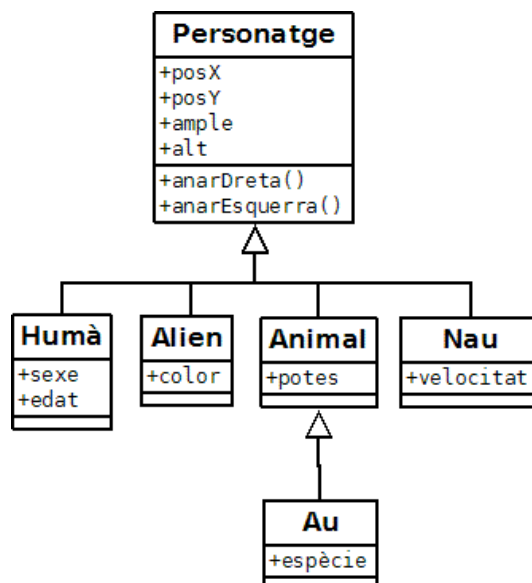 Personatge
+posX
+posY
+ample
+alt
+anarDreta()
+anarEsquerra()
Humà
+sexe
+edat
Alien
+color
Animal
+potes
Nau
+velocitat
Au
+espècie